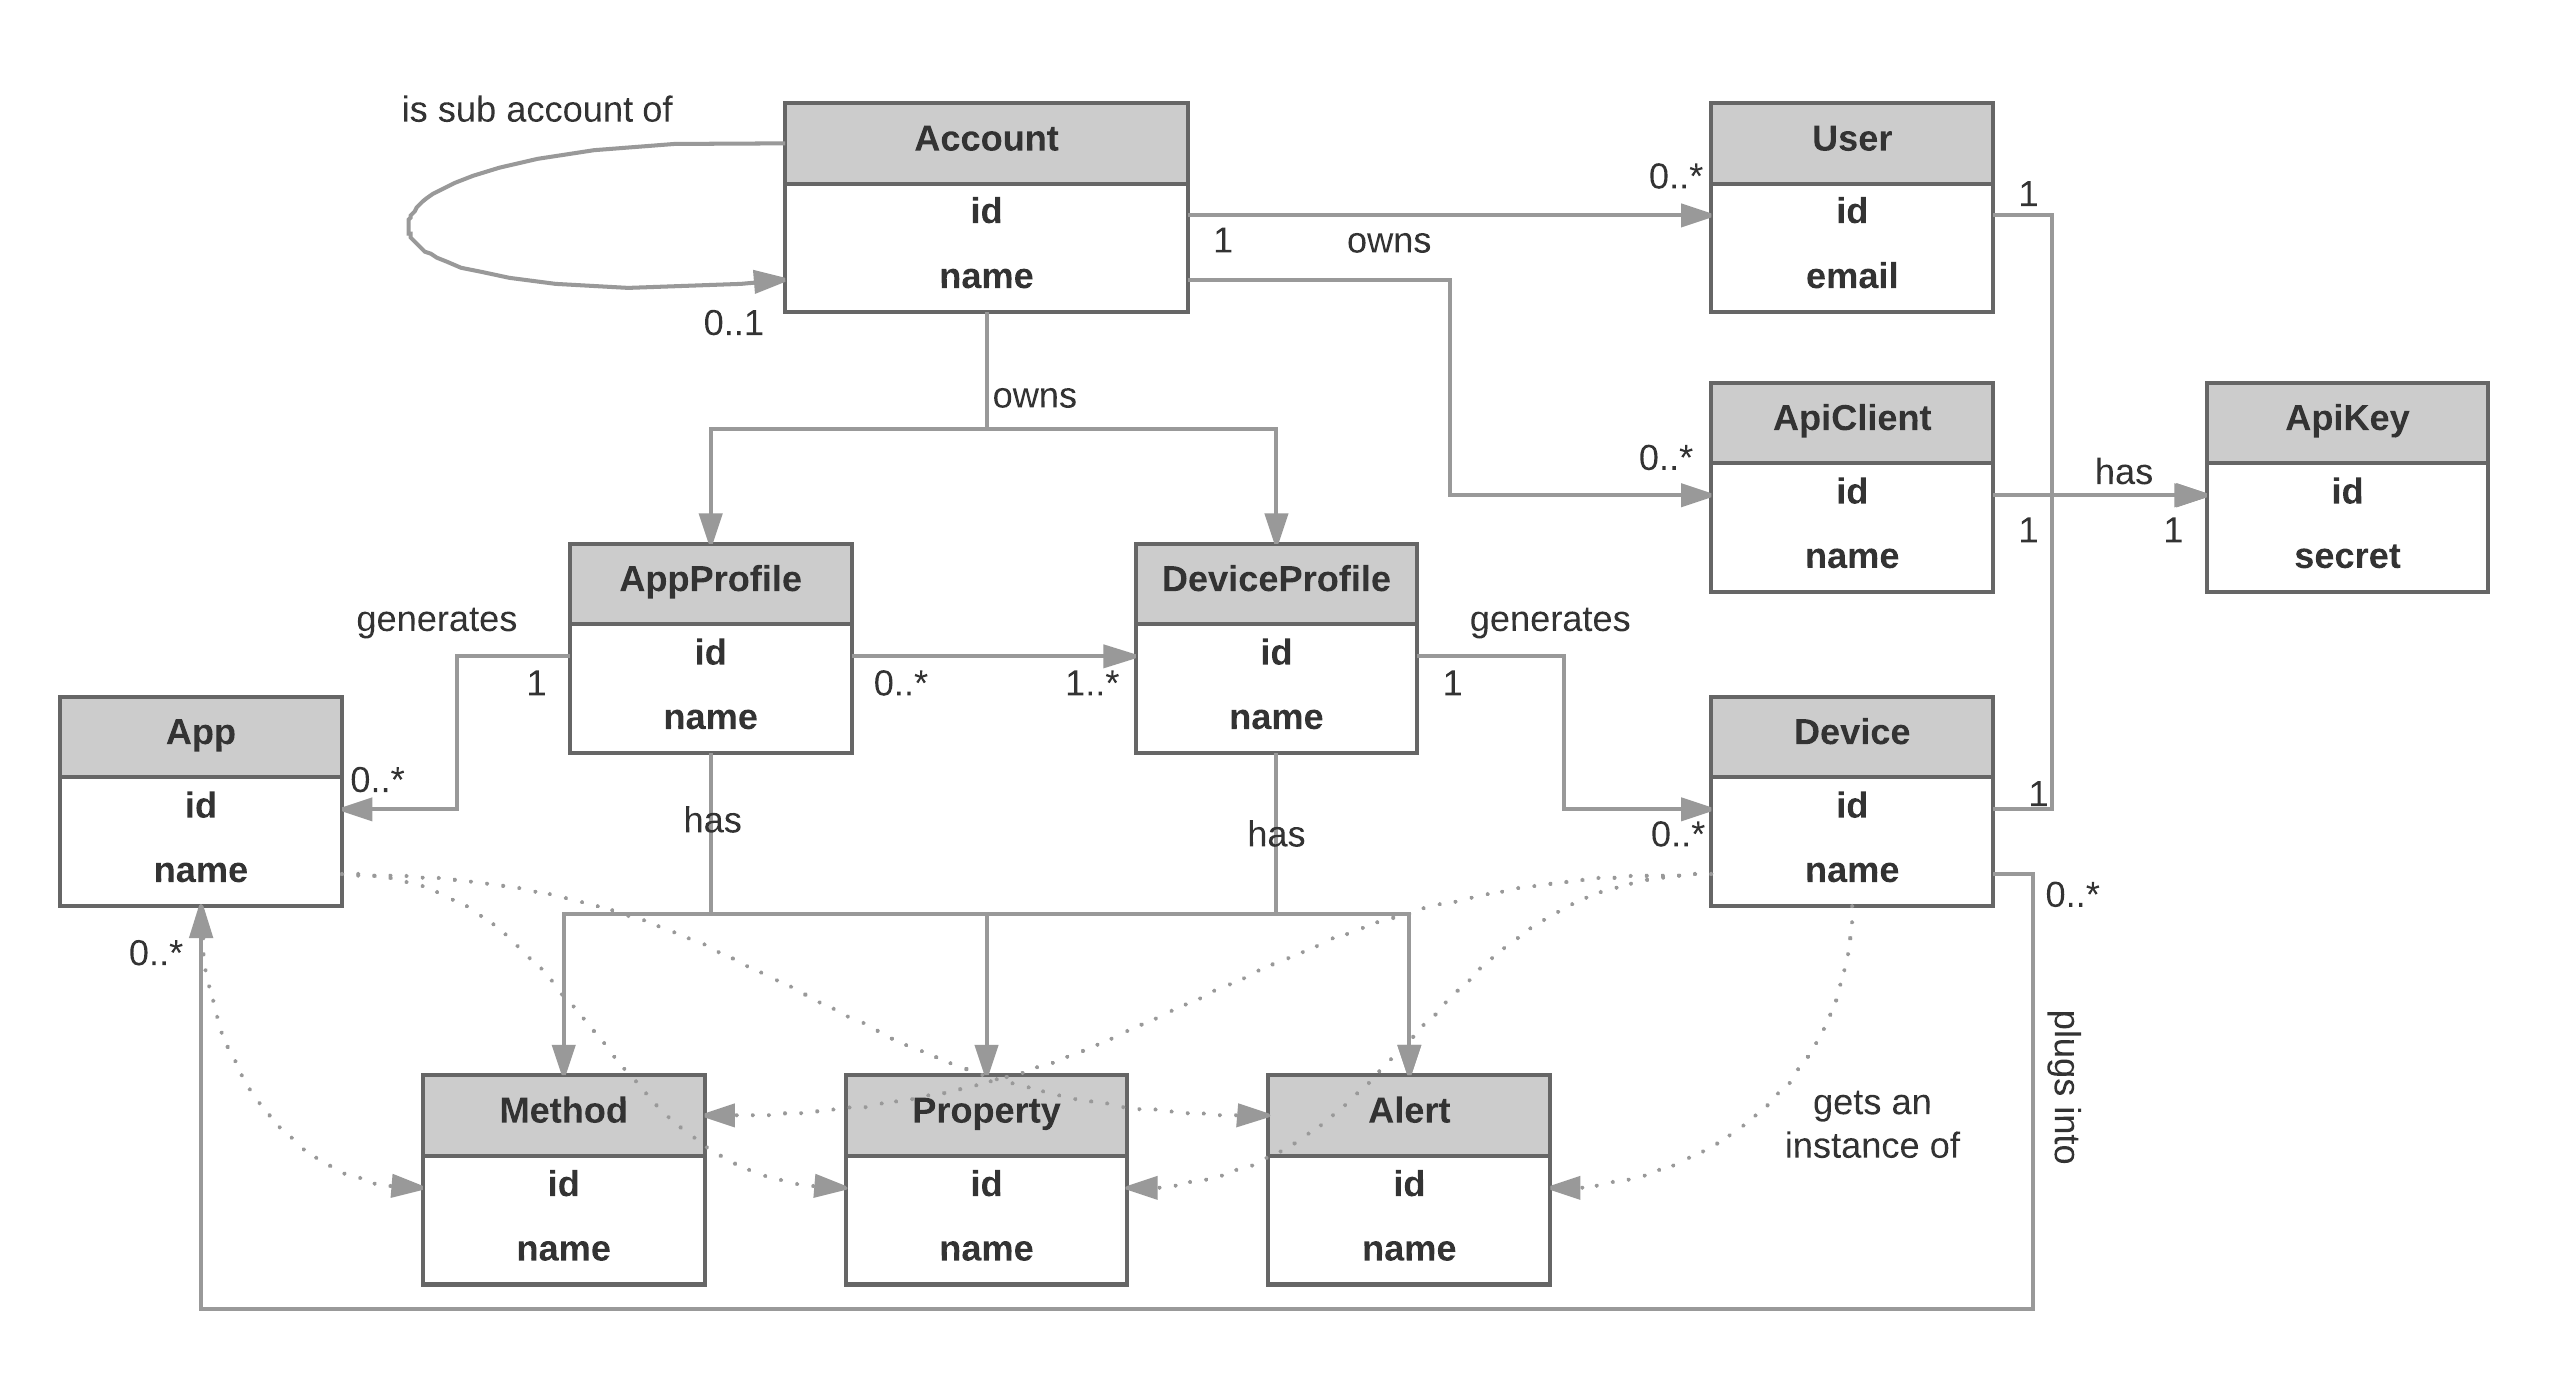 is sub account of
Account
id
name
0..1
1
owns
0..*
User
id
email
1
owns
0..*
ApiClient
id
name
1
has
1
ApiKey
id
secret
AppProfile
id
name
generates
1
0..*
1..*
DeviceProfile
id
name
generates
1
App
id
name
0..*
0..*
has
has
0..*
Device
id
name
1
0..*
Method
id
name
Property
id
name
Alert
id
name
gets an
instance of
plugs into